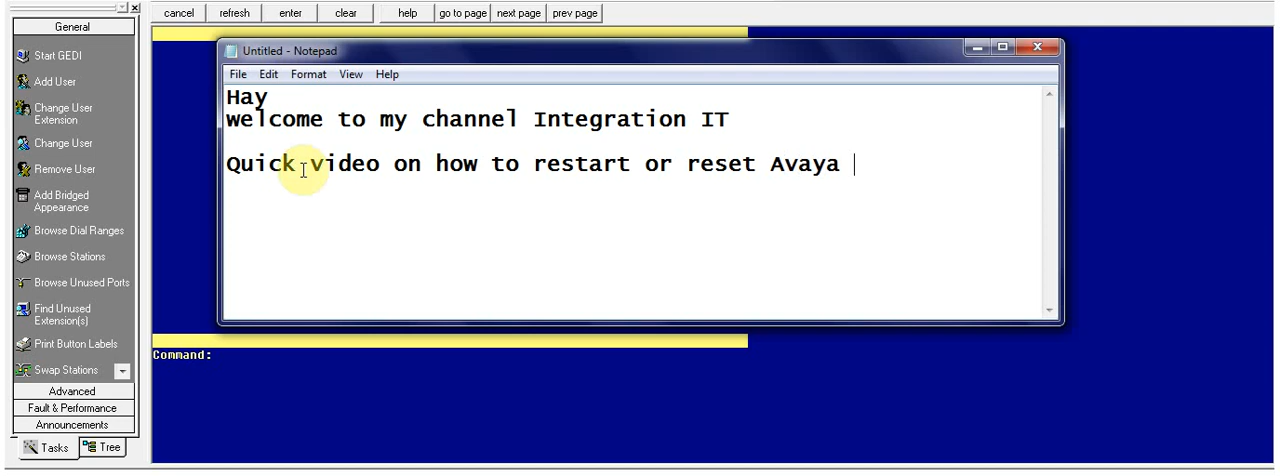 General
Start GEDI
Add User
Change User
Extension
Change User
Remove User
Add Bridged
Appearance
Browse Dial Ranges
Browse Stations
Browse Unused Ports
Find Unused
Extension(s)
Print Button Labels
Swap Stations
Advanced
Fault & Performance
Announcements
Tasks Tree
cancel refresh enter clear help go to page next page prev page
Untitled - Notepad
File Edit Format View Help
Hay
welcome to my channel Integration IT
Quick video on how to restart or reset Avaya
Command: